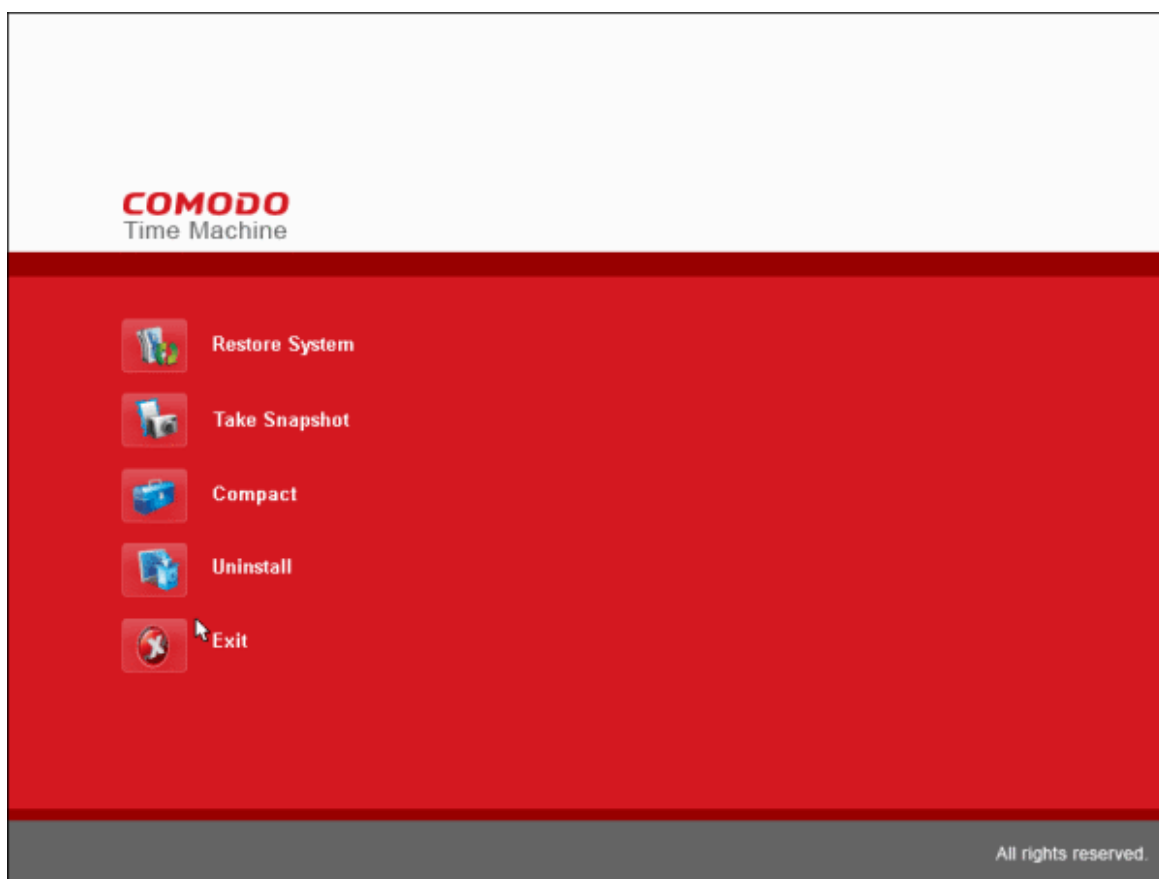 COMODO
Time Machine
Restore System
Take Snapshot
Compact
Uninstall
Exit
All rights reserved.